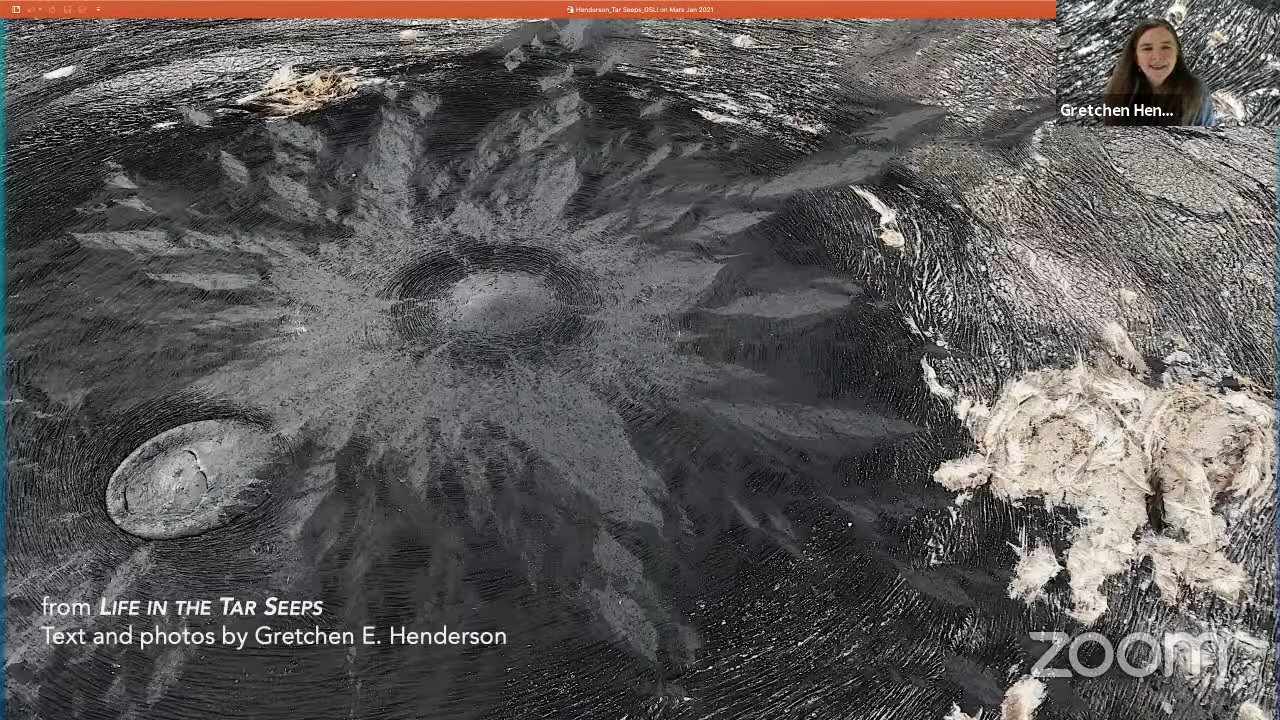 Henderson_Tar Seeps_GSLI on Mars Jan 2021
Gretchen Hen...
from LIFE IN THE TAR SEEPS
Text and photos by Gretchen E. Henderson
zoom